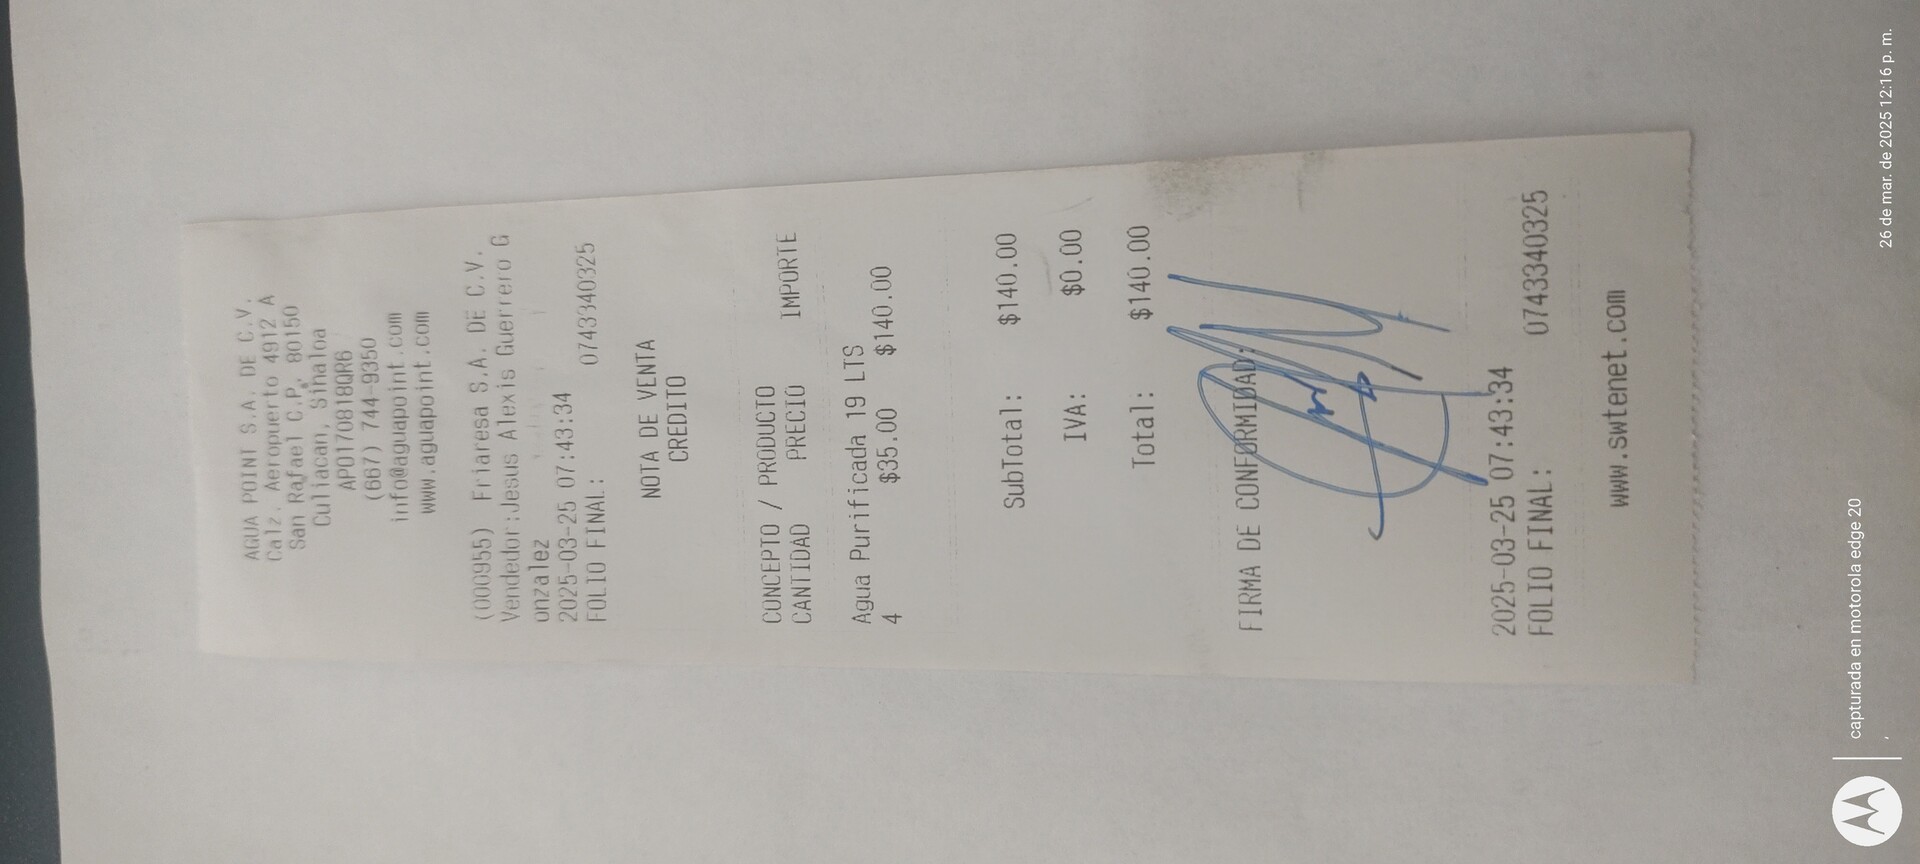 AGUA POINT S.A. DE C.V.
Calz. Aeropuerto 4912 A
San Rafael C.P. 80150
Culiacan, Sinaloa
APO170818QR6
(667) 744-9350
info@aguapoint.com
www.aguapoint.com
(000955) Friaresa S.A. DE C.V.
Vendedor:Jesus Alexis Guerrero G
onzalez
2025-03-25 07:43:34
FOLIO FINAL: 0743340325
NOTA DE VENTA
CREDITO
CONCEPTO / PRODUCTO
CANTIDAD PRECIO IMPORTE
Agua Purificada 19 LTS
4 $35.00 $140.00
SubTotal: $140.00
IVA: $0.00
Total: $140.00
FIRMA DE CONFORMIDAD:
2025-03-25 07:43:34
FOLIO FINAL: 0743340325
www.swtenet.com
capturada en motorola edge 20
26 de mar. de 2025 12:16 p. m.